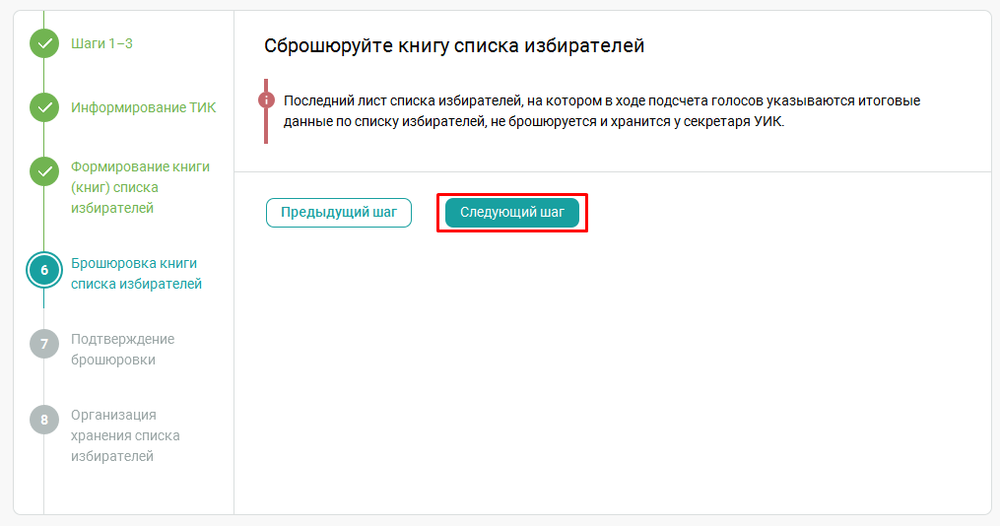 Шаги 1–3
Информирование ТИК
Формирование книги
(книг) списка
избирателей
6
Брошюровка книги
списка избирателей
7
Подтверждение
брошюровки
8
Организация
хранения списка
избирателей
Сброшюруйте книгу списка избирателей
Последний лист списка избирателей, на котором в ходе подсчета голосов указываются итоговые
данные по списку избирателей, не брошюруется и хранится у секретаря УИК.
Предыдущий шаг
Следующий шаг